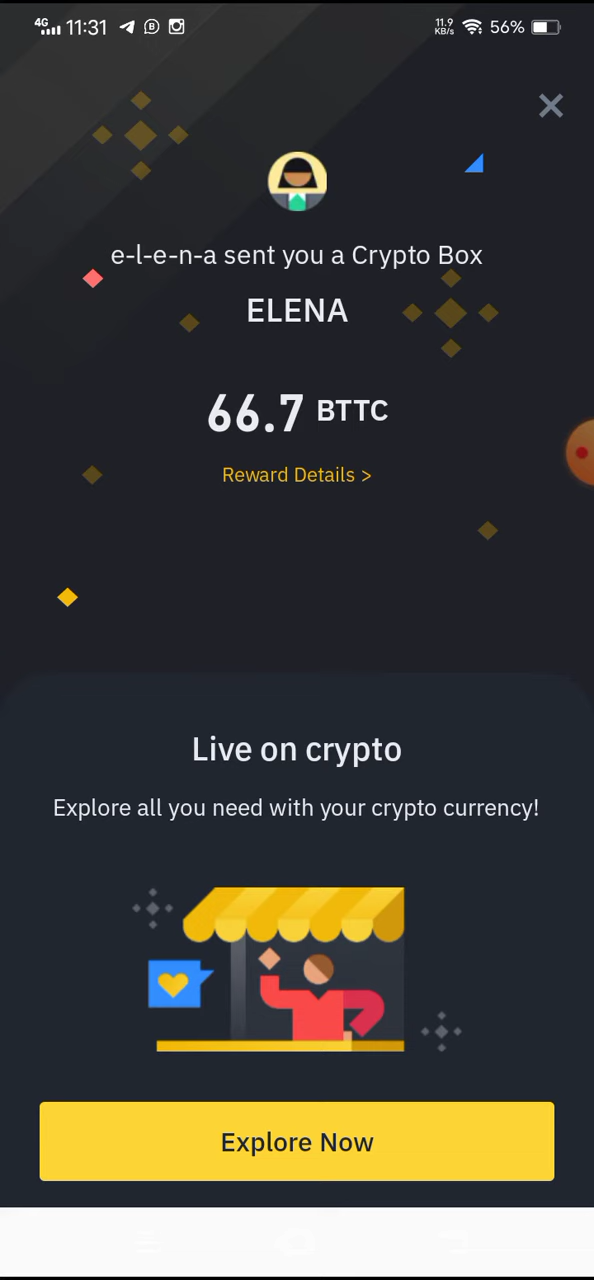 4G 11:31 B 11.9 KB/s 56%
e-l-e-n-a sent you a Crypto Box
ELENA
66.7 BTTC
Reward Details >
Live on crypto
Explore all you need with your crypto currency!
Explore Now